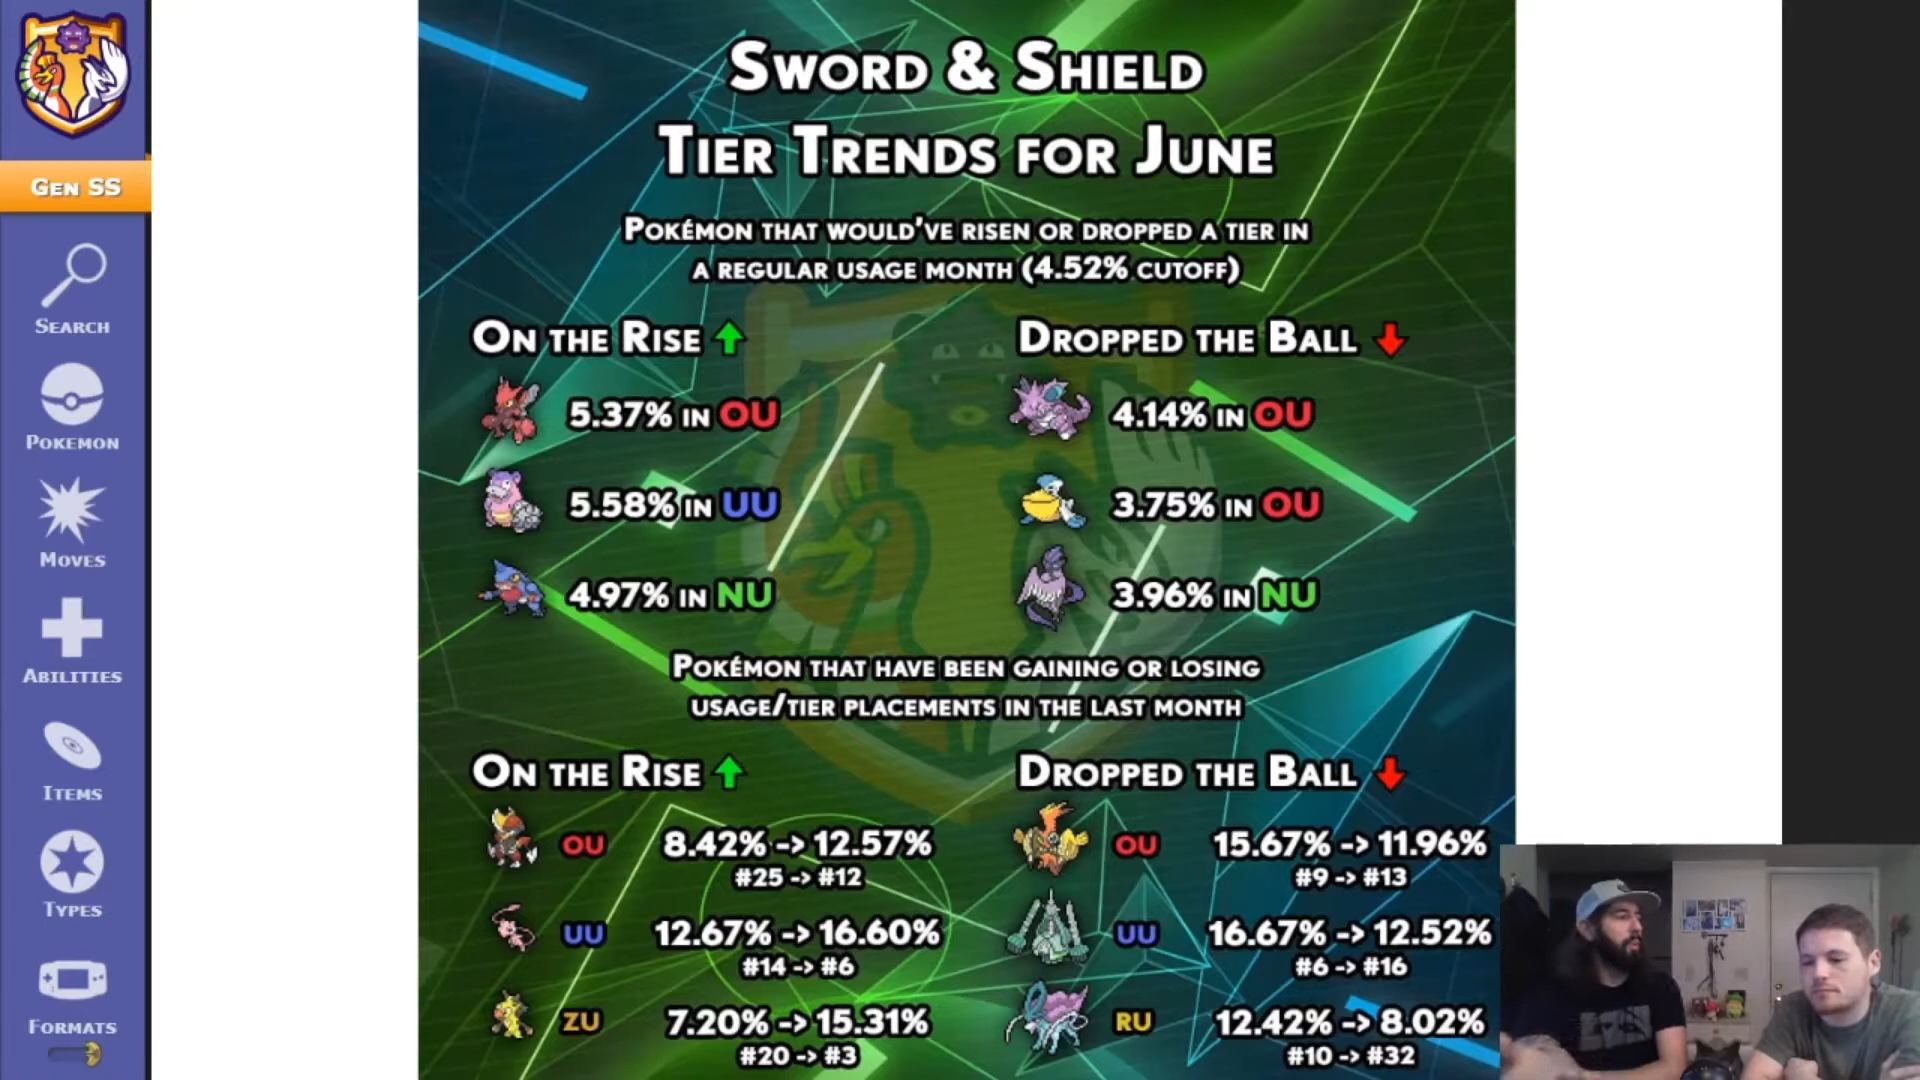 Gen SS
Search
Pokemon
Moves
Abilities
Items
Types
Formats
Sword & Shield
Tier Trends for June
Pokémon that would've risen or dropped a tier in
a regular usage month (4.52% cutoff)
On the Rise
5.37% in OU
5.58% in UU
4.97% in NU
Dropped the Ball
4.14% in OU
3.75% in OU
3.96% in NU
Pokémon that have been gaining or losing
usage/tier placements in the last month
On the Rise
OU 8.42% -> 12.57%
#25 -> #12
UU 12.67% -> 16.60%
#14 -> #6
ZU 7.20% -> 15.31%
#20 -> #3
Dropped the Ball
OU 15.67% -> 11.96%
#9 -> #13
UU 16.67% -> 12.52%
#6 -> #16
RU 12.42% -> 8.02%
#10 -> #32